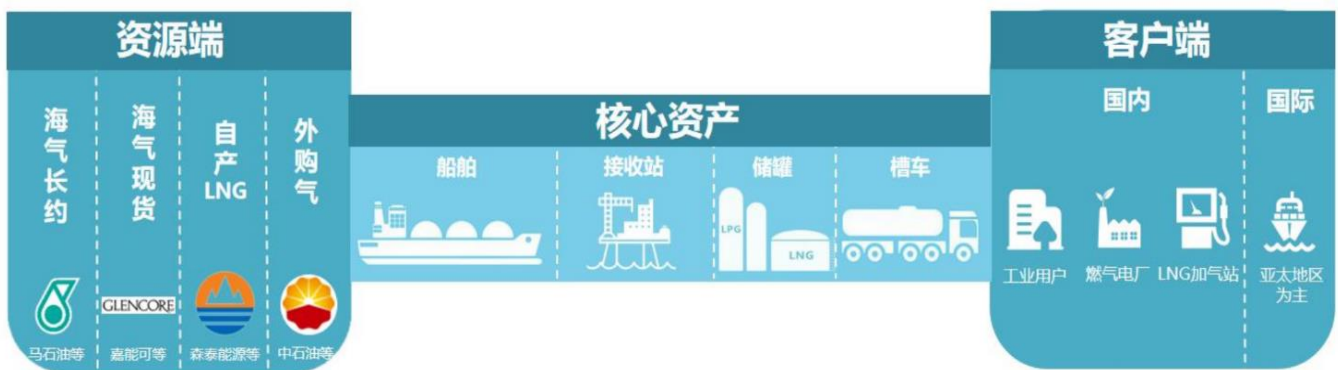 资源端
海气长约
海气现货
自产LNG
外购气
GLENCORE
马石油等
嘉能可等
森泰能源等
中石油等
核心资产
船舶
接收站
储罐
槽车
LPG
LNG
客户端
国内
国际
工业用户
燃气电厂
LNG加气站
亚太地区
为主